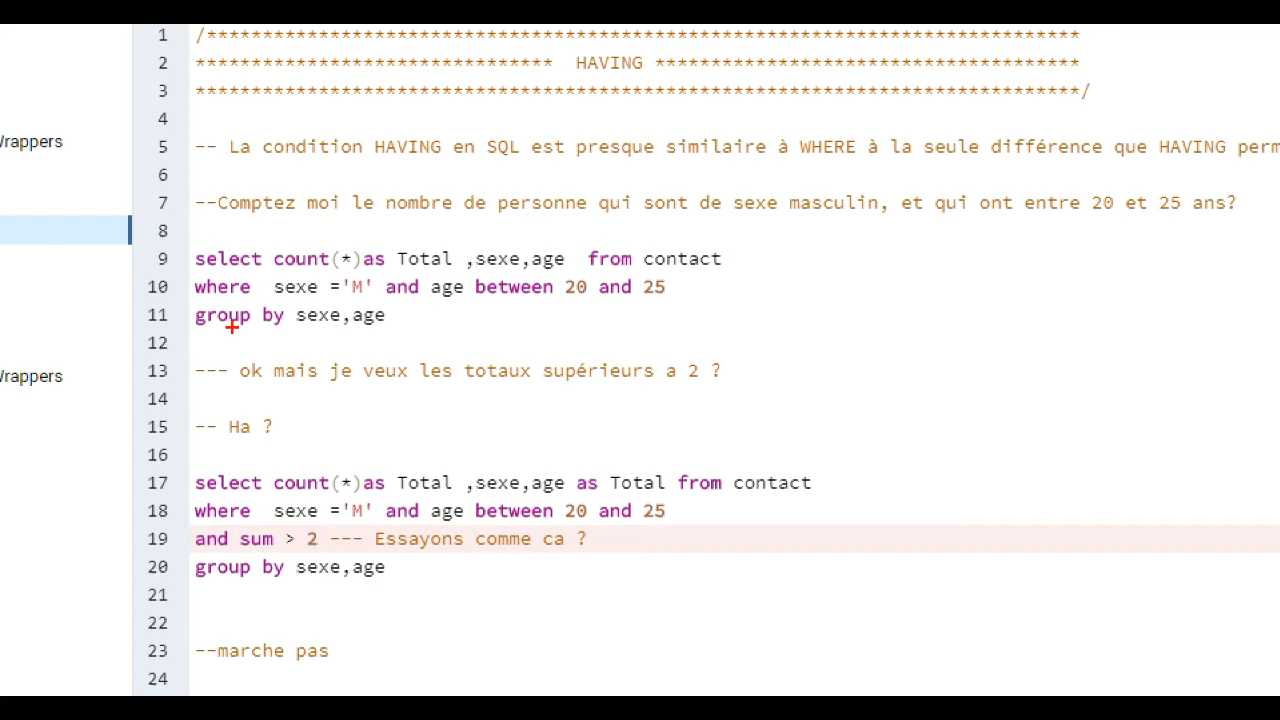 1 /******************************************************************************
2 ******************************** HAVING **************************************
3 *******************************************************************************/
4
Wrappers
5 -- La condition HAVING en SQL est presque similaire à WHERE à la seule différence que HAVING perm
6
7 --Comptez moi le nombre de personne qui sont de sexe masculin, et qui ont entre 20 et 25 ans?
8
9 select count(*)as Total ,sexe,age  from contact
10 where  sexe ='M' and age between 20 and 25
11 group by sexe,age
12
13 --- ok mais je veux les totaux supérieurs a 2 ?
Wrappers
14
15 -- Ha ?
16
17 select count(*)as Total ,sexe,age as Total from contact
18 where  sexe ='M' and age between 20 and 25
19 and sum > 2 --- Essayons comme ca ?
20 group by sexe,age
21
22
23 --marche pas
24